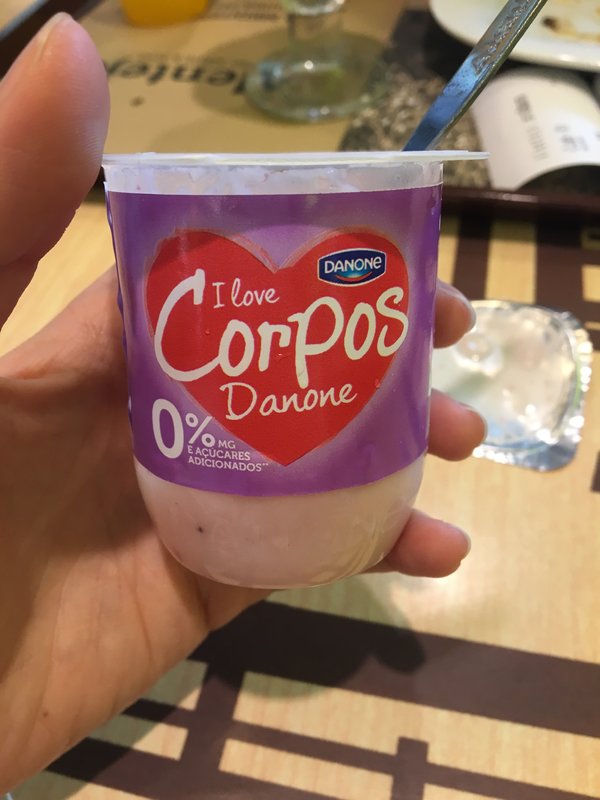 DANONE
I love
Corpos
Danone
0% MG
E AÇUCARES
ADICIONADOS**